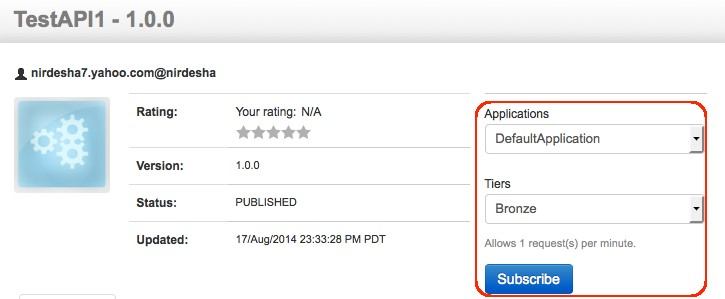 TestAPI1 - 1.0.0
nirdesha7.yahoo.com@nirdesha
Rating: Your rating: N/A
Version: 1.0.0
Status: PUBLISHED
Updated: 17/Aug/2014 23:33:28 PM PDT
Applications
DefaultApplication
Tiers
Bronze
Allows 1 request(s) per minute.
Subscribe